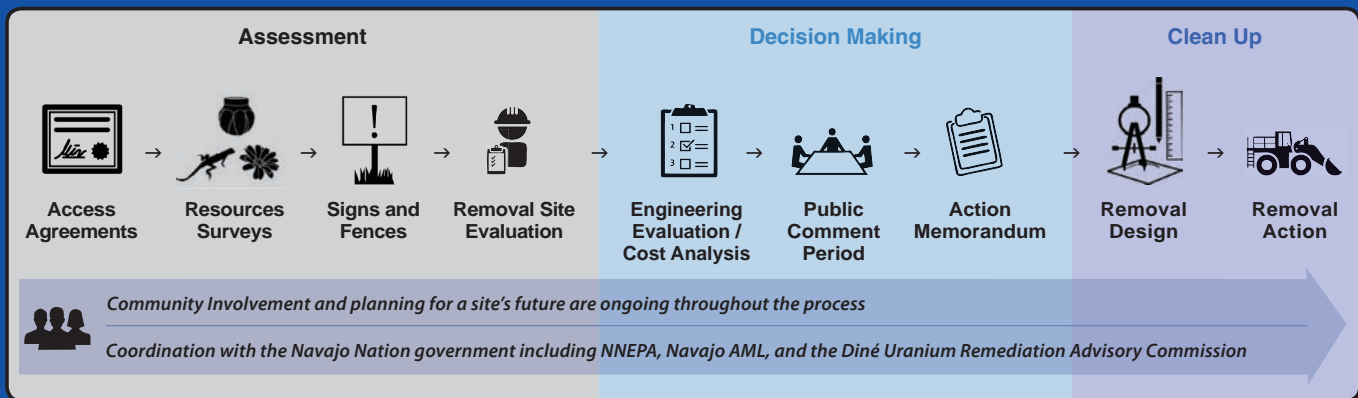 Assessment
Decision Making
Clean Up
!
1
2
3
Access
Agreements
Resources
Surveys
Signs and
Fences
Removal Site
Evaluation
Engineering
Evaluation /
Cost Analysis
Public
Comment
Period
Action
Memorandum
Removal
Design
Removal
Action
Community Involvement and planning for a site's future are ongoing throughout the process
Coordination with the Navajo Nation government including NNEPA, Navajo AML, and the Diné Uranium Remediation Advisory Commission